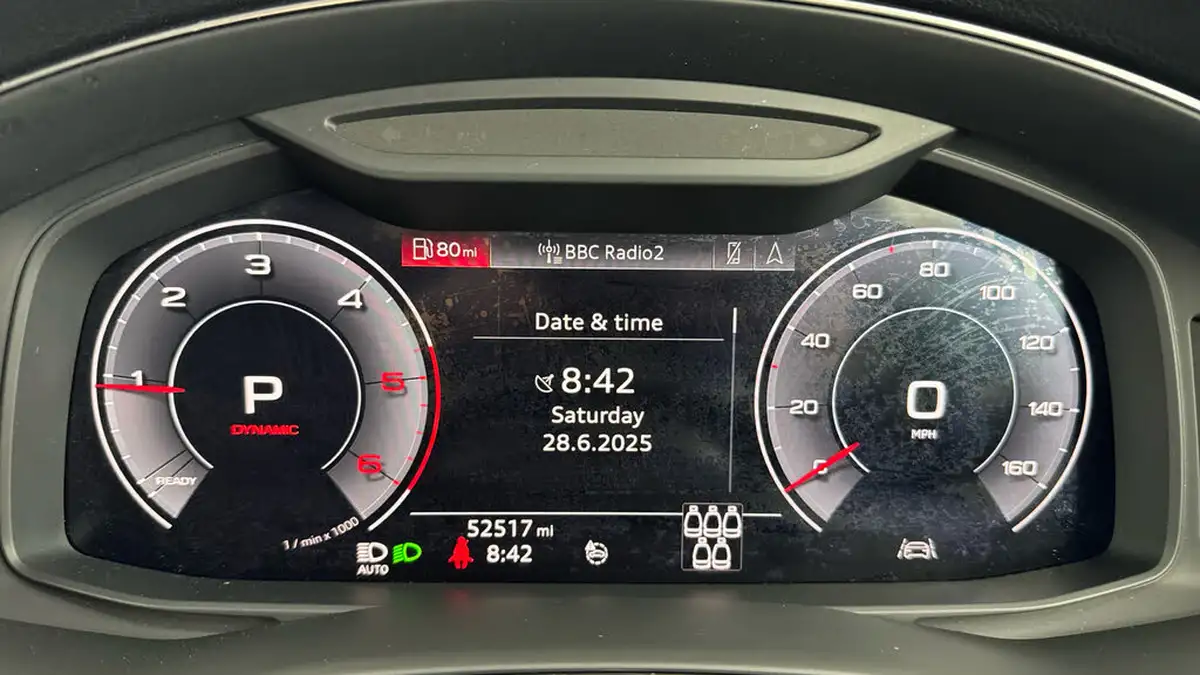 80 mi
BBC Radio2
Date & time
8:42
Saturday
28.6.2025
1
2
3
4
5
6
READY
1 / min x 1000
P
DYNAMIC
0
20
40
60
80
100
120
140
160
0
MPH
52517 mi
8:42
AUTO